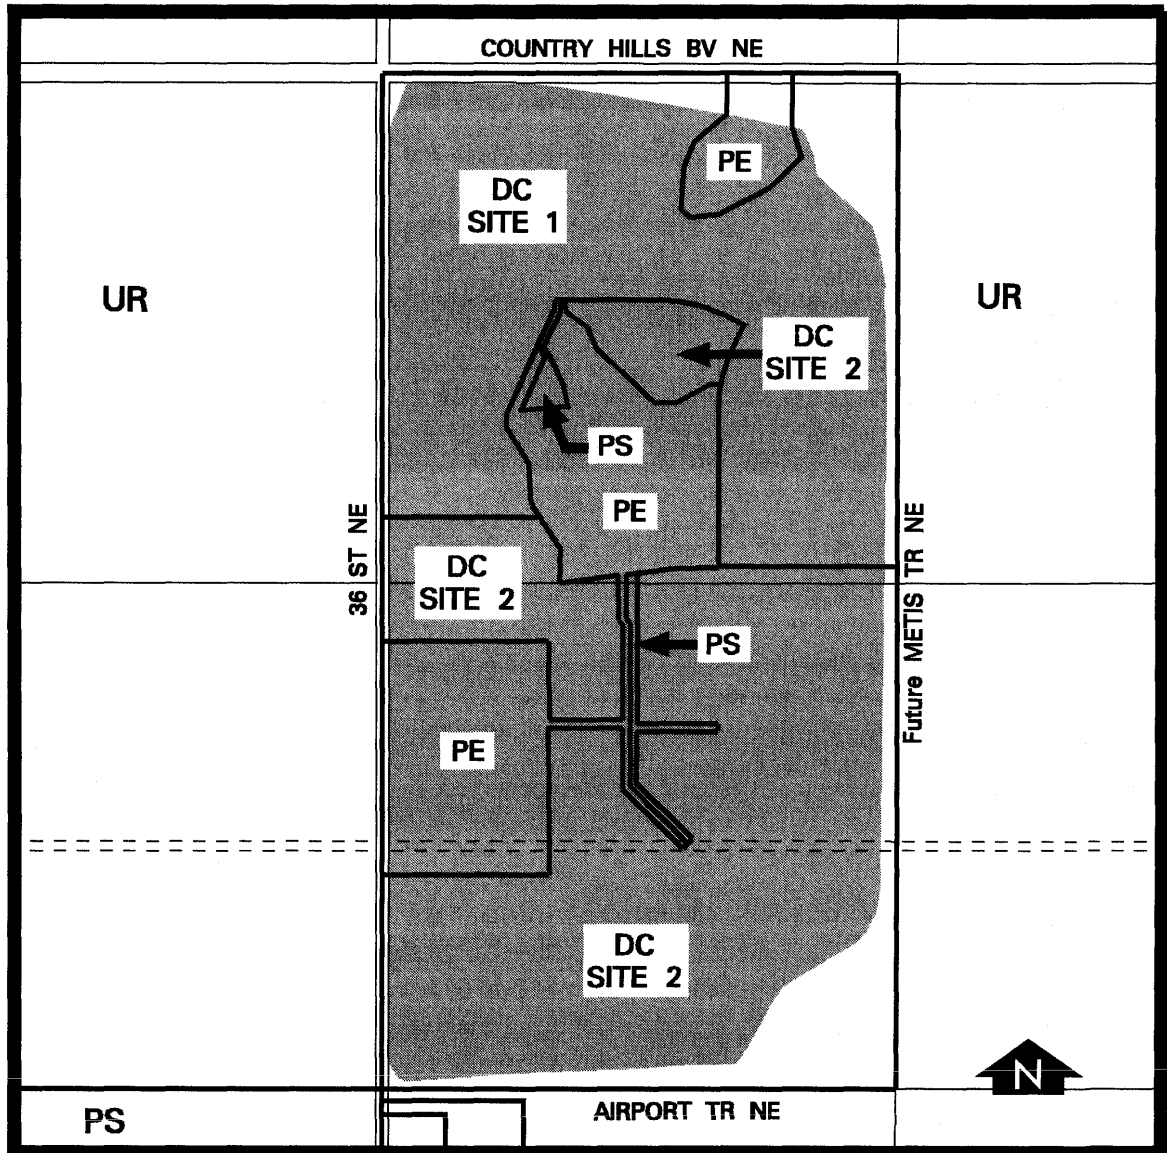 COUNTRY HILLS BV NE
PE
DC
SITE 1
UR
UR
DC
SITE 2
PS
PE
36 ST NE
DC
SITE 2
Future METIS TR NE
PS
PE
DC
SITE 2
N
PS
AIRPORT TR NE